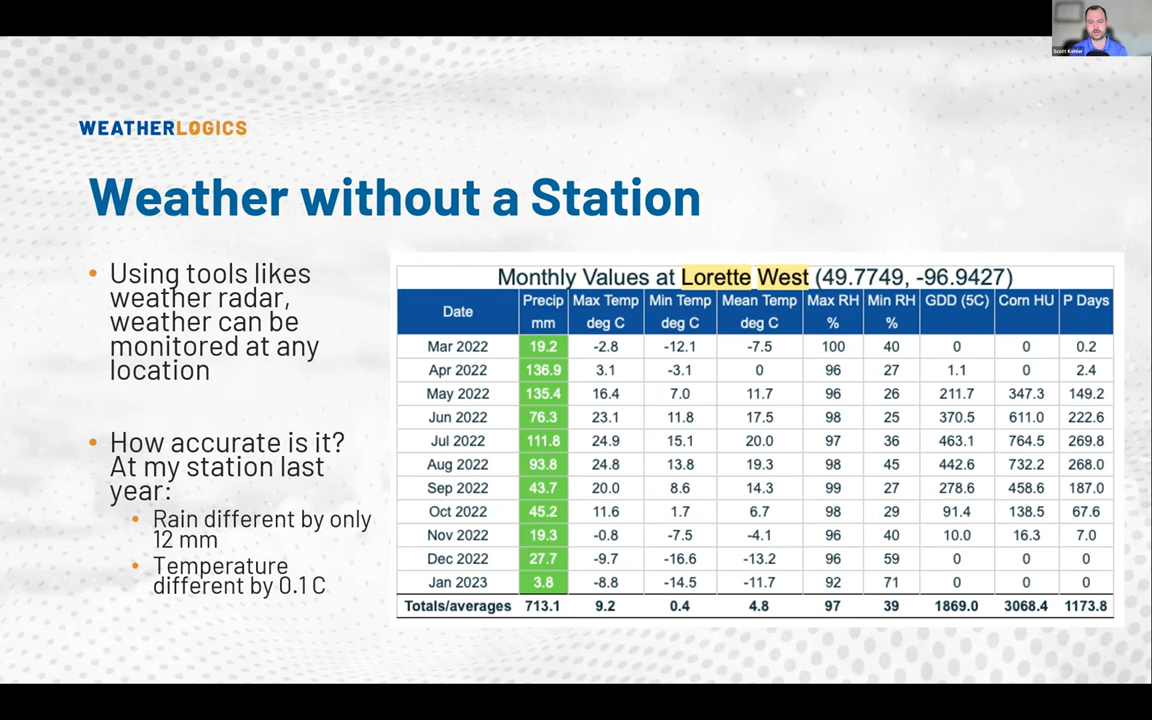 Scott Kehler
WEATHERLOGICS
Weather without a Station
• Using tools likes
weather radar,
weather can be
monitored at any
location
• How accurate is it?
At my station last
year:
• Rain different by only
12 mm
• Temperature
different by 0.1 C
Monthly Values at Lorette West (49.7749, -96.9427)
Date Precip mm Max Temp deg C Min Temp deg C Mean Temp deg C Max RH % Min RH % GDD (5C) Corn HU P Days
Mar 2022 19.2 -2.8 -12.1 -7.5 100 40 0 0 0.2
Apr 2022 136.9 3.1 -3.1 0 96 27 1.1 0 2.4
May 2022 135.4 16.4 7.0 11.7 96 26 211.7 347.3 149.2
Jun 2022 76.3 23.1 11.8 17.5 98 25 370.5 611.0 222.6
Jul 2022 111.8 24.9 15.1 20.0 97 36 463.1 764.5 269.8
Aug 2022 93.8 24.8 13.8 19.3 98 45 442.6 732.2 268.0
Sep 2022 43.7 20.0 8.6 14.3 99 27 278.6 458.6 187.0
Oct 2022 45.2 11.6 1.7 6.7 98 29 91.4 138.5 67.6
Nov 2022 19.3 -0.8 -7.5 -4.1 96 40 10.0 16.3 7.0
Dec 2022 27.7 -9.7 -16.6 -13.2 96 59 0 0 0
Jan 2023 3.8 -8.8 -14.5 -11.7 92 71 0 0 0
Totals/averages 713.1 9.2 0.4 4.8 97 39 1869.0 3068.4 1173.8